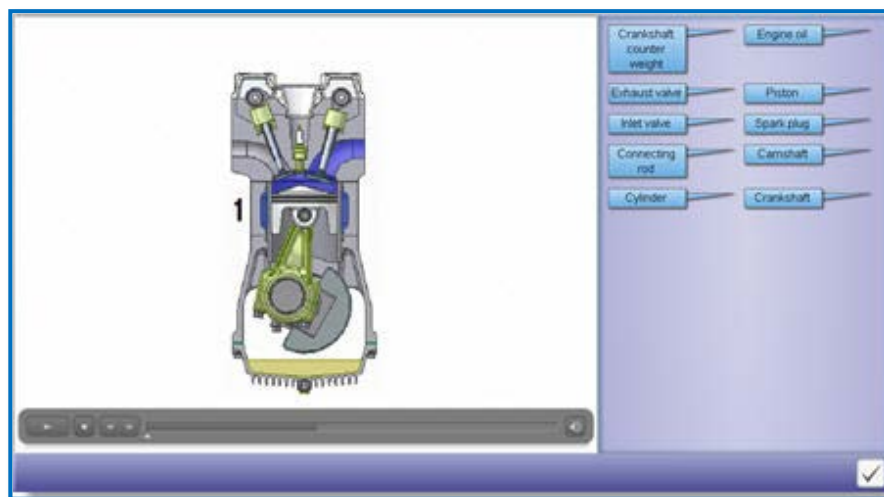 Crankshaft
counter
weight
Engine oil
Exhaust valve
Piston
Inlet valve
Spark plug
Connecting
rod
Camshaft
Cylinder
Crankshaft
1